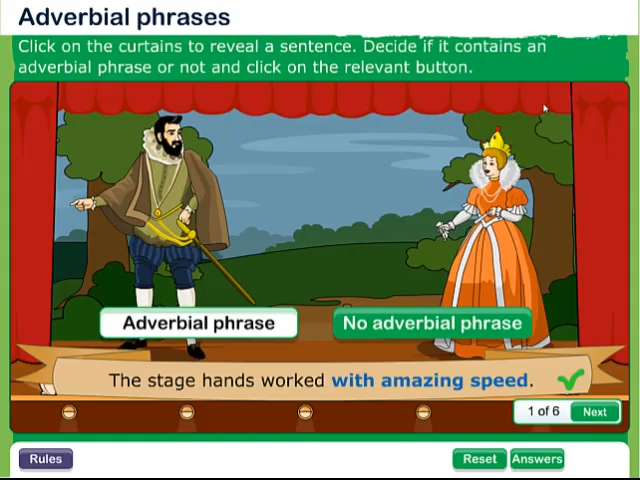 Adverbial phrases
Click on the curtains to reveal a sentence. Decide if it contains an
adverbial phrase or not and click on the relevant button.
Adverbial phrase
No adverbial phrase
The stage hands worked with amazing speed.
1 of 6
Next
Rules
Reset
Answers